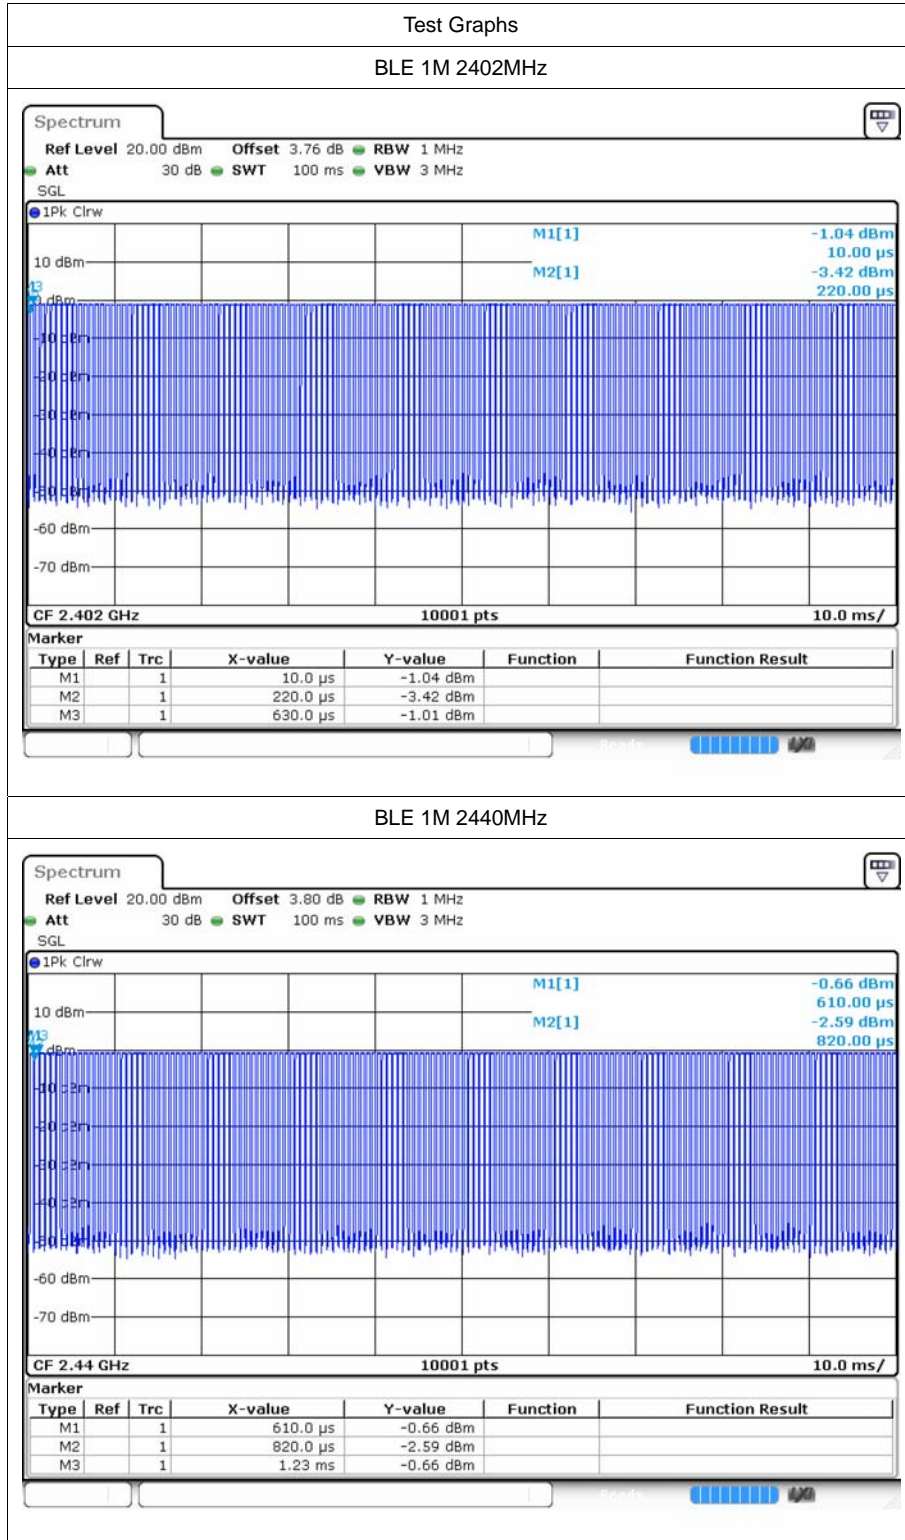 Test Graphs
BLE 1M 2402MHz
Spectrum
Ref Level 20.00 dBm Offset 3.76 dB RBW 1 MHz
Att 30 dB SWT 100 ms VBW 3 MHz
SGL
1Pk Clrw
M1[1] -1.04 dBm
10.00 µs
10 dBm
M2[1] -3.42 dBm
220.00 µs
-60 dBm
-70 dBm
CF 2.402 GHz 10001 pts 10.0 ms/
Marker
Type Ref Trc X-value Y-value Function Function Result
M1 1 10.0 µs -1.04 dBm
M2 1 220.0 µs -3.42 dBm
M3 1 630.0 µs -1.01 dBm
BLE 1M 2440MHz
Spectrum
Ref Level 20.00 dBm Offset 3.80 dB RBW 1 MHz
Att 30 dB SWT 100 ms VBW 3 MHz
SGL
1Pk Clrw
M1[1] -0.66 dBm
610.00 µs
10 dBm
M2[1] -2.59 dBm
820.00 µs
-60 dBm
-70 dBm
CF 2.44 GHz 10001 pts 10.0 ms/
Marker
Type Ref Trc X-value Y-value Function Function Result
M1 1 610.0 µs -0.66 dBm
M2 1 820.0 µs -2.59 dBm
M3 1 1.23 ms -0.66 dBm